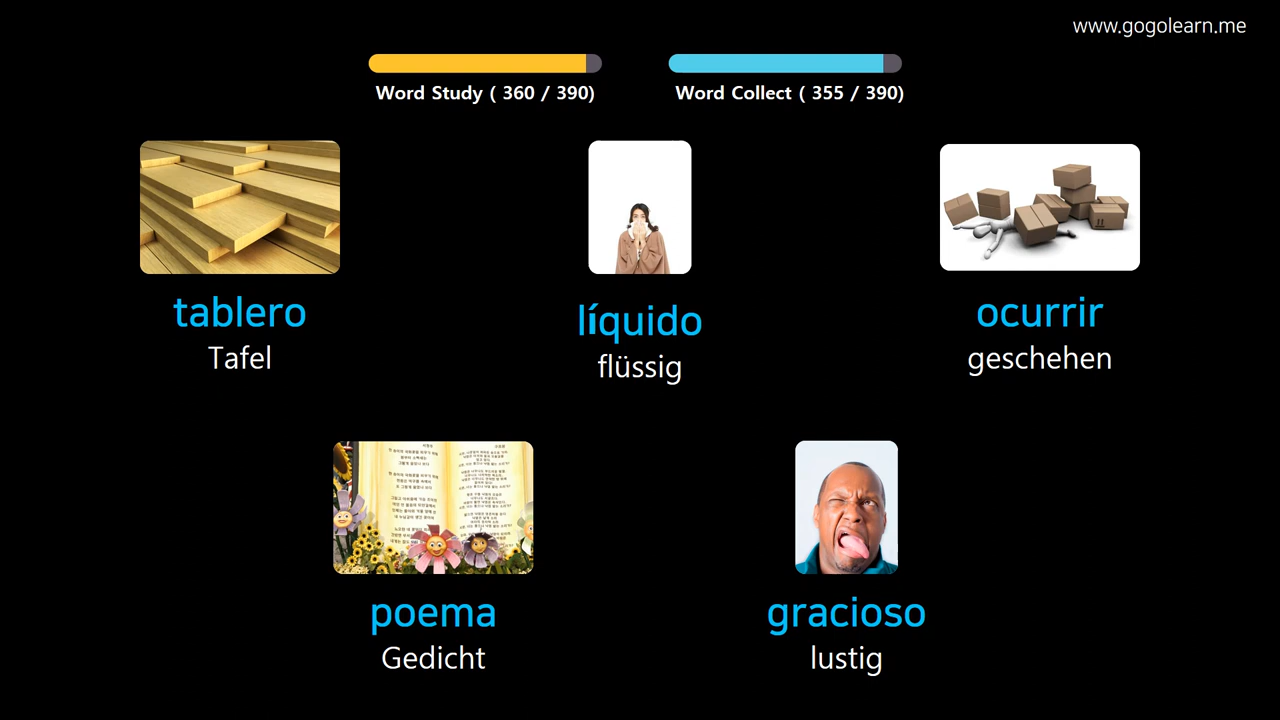 www.gogolearn.me
Word Study ( 360 / 390)
Word Collect ( 355 / 390)
tablero
Tafel
líquido
flüssig
ocurrir
geschehen
poema
Gedicht
gracioso
lustig